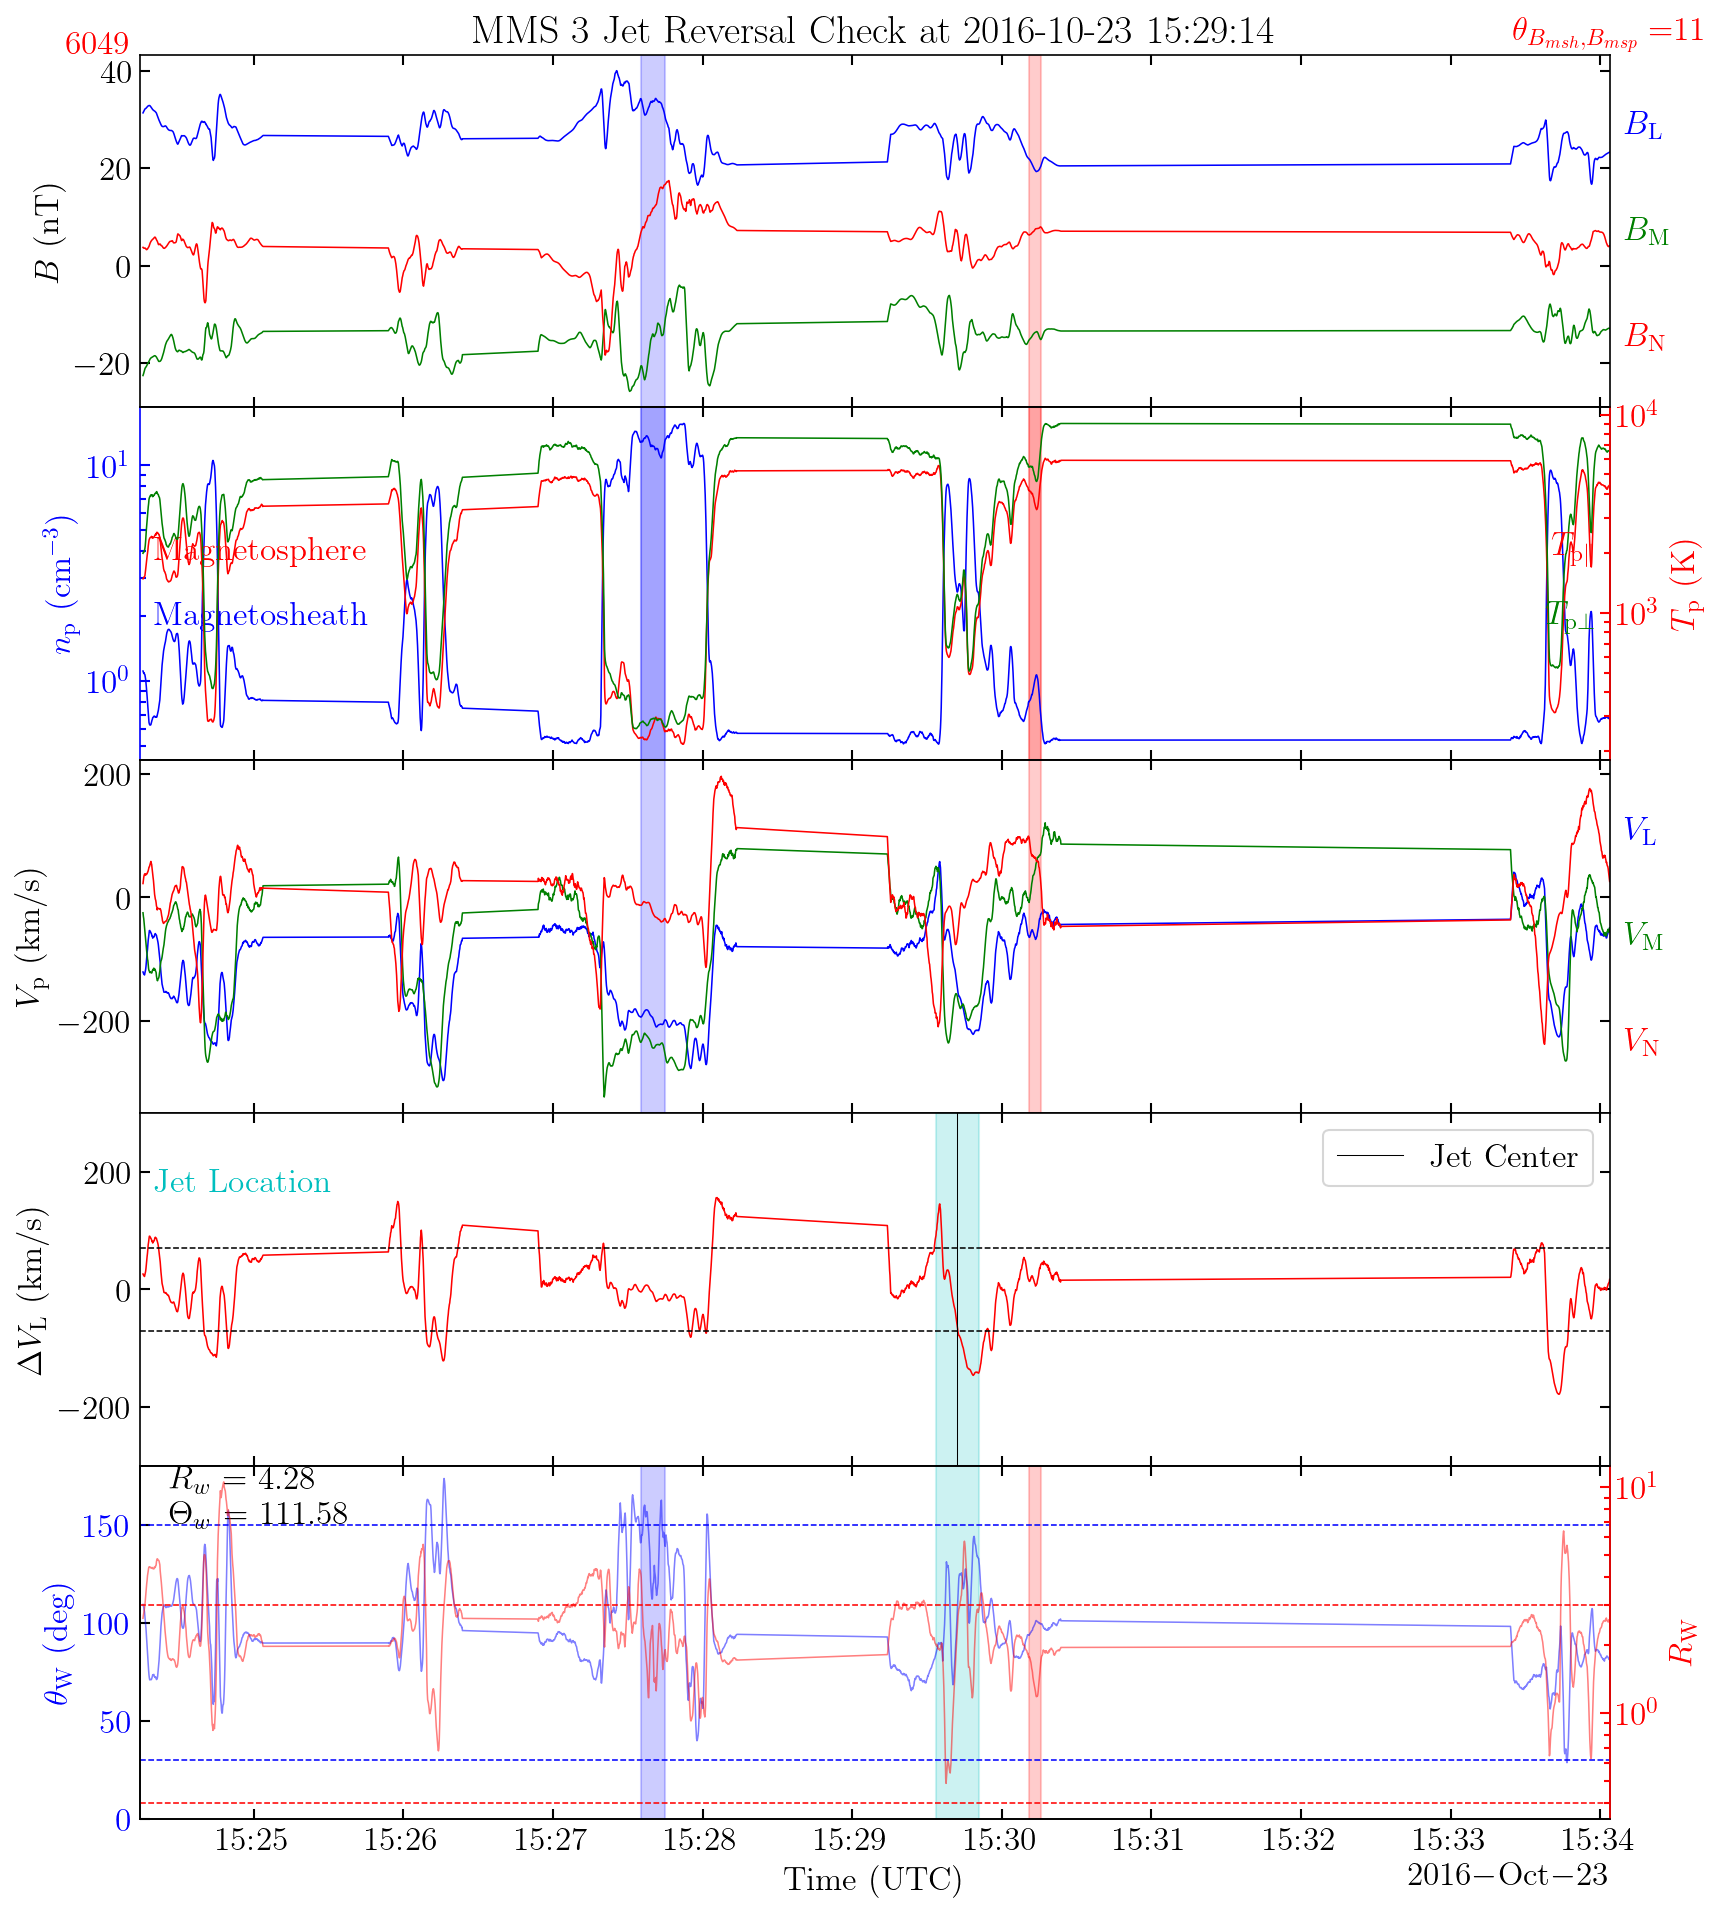 MMS 3 Jet Reversal Check at 2016-10-23 15:29:14
6049
θ_{B_{msh},B_{msp}} =11
40
20
0
−20
B (nT)
B_L
B_M
B_N
10^1
10^0
n_p (cm^{−3})
Magnetosphere
Magnetosheath
T_{p∥}
T_{p⊥}
10^4
10^3
T_p (K)
200
0
−200
V_p (km/s)
V_L
V_M
V_N
200
0
−200
ΔV_L (km/s)
Jet Location
Jet Center
R_w = 4.28
Θ_w = 111.58
150
100
50
0
θ_W (deg)
10^1
10^0
R_W
15:25 15:26 15:27 15:28 15:29 15:30 15:31 15:32 15:33 15:34
2016−Oct−23
Time (UTC)